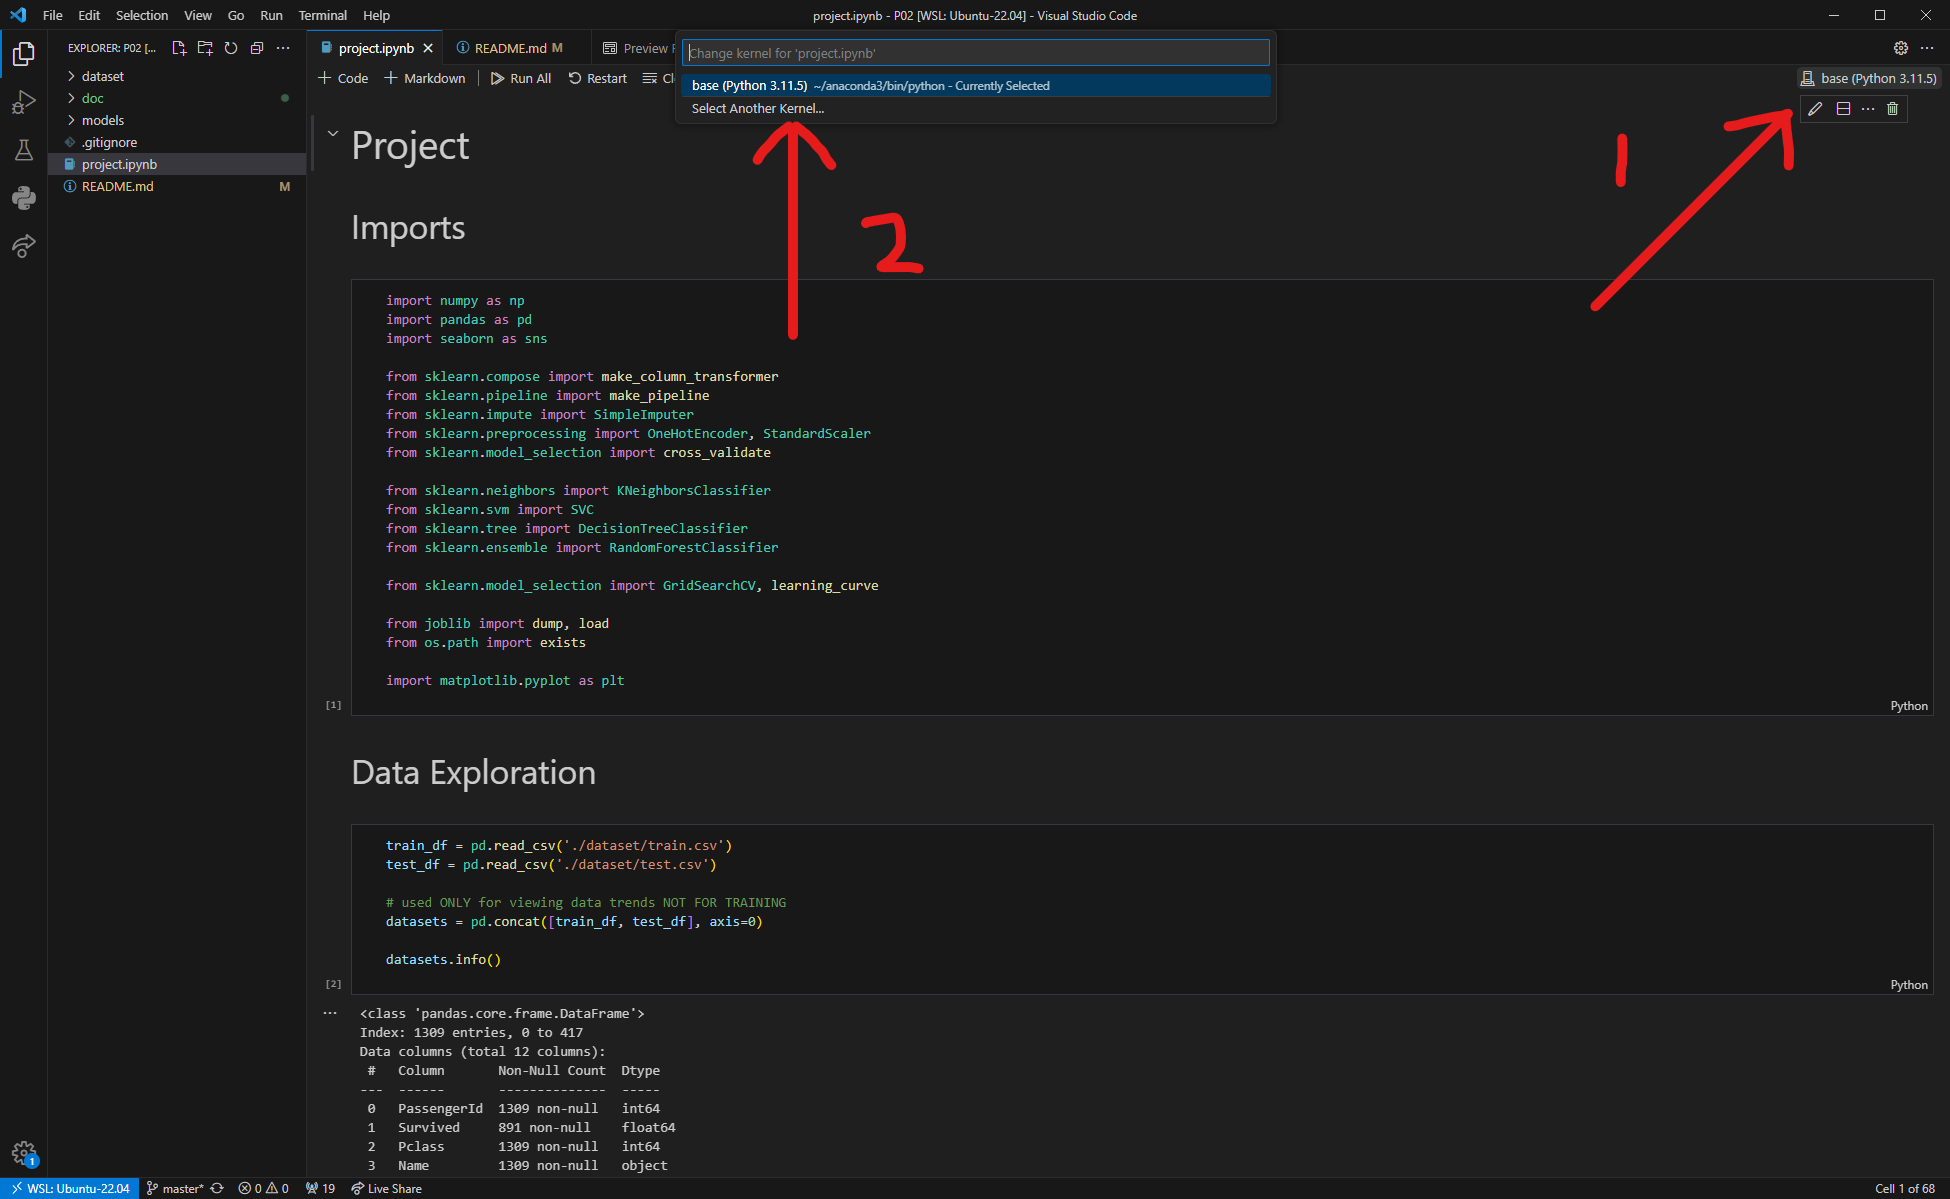 File Edit Selection View Go Run Terminal Help
project.ipynb - P02 [WSL: Ubuntu-22.04] - Visual Studio Code
EXPLORER: P02 [...
dataset
doc
models
.gitignore
project.ipynb
README.md M
project.ipynb
README.md M
Preview
Code Markdown Run All Restart
Change kernel for 'project.ipynb'
base (Python 3.11.5) ~/anaconda3/bin/python - Currently Selected
Select Another Kernel...
base (Python 3.11.5)
1
2
Project
Imports
import numpy as np
import pandas as pd
import seaborn as sns
from sklearn.compose import make_column_transformer
from sklearn.pipeline import make_pipeline
from sklearn.impute import SimpleImputer
from sklearn.preprocessing import OneHotEncoder, StandardScaler
from sklearn.model_selection import cross_validate
from sklearn.neighbors import KNeighborsClassifier
from sklearn.svm import SVC
from sklearn.tree import DecisionTreeClassifier
from sklearn.ensemble import RandomForestClassifier
from sklearn.model_selection import GridSearchCV, learning_curve
from joblib import dump, load
from os.path import exists
import matplotlib.pyplot as plt
[1]
Python
Data Exploration
train_df = pd.read_csv('./dataset/train.csv')
test_df = pd.read_csv('./dataset/test.csv')
# used ONLY for viewing data trends NOT FOR TRAINING
datasets = pd.concat([train_df, test_df], axis=0)
datasets.info()
[2]
Python
...
<class 'pandas.core.frame.DataFrame'>
Index: 1309 entries, 0 to 417
Data columns (total 12 columns):
# Column Non-Null Count Dtype
--- ------ -------------- -----
0 PassengerId 1309 non-null int64
1 Survived 891 non-null float64
2 Pclass 1309 non-null int64
3 Name 1309 non-null object
1
WSL: Ubuntu-22.04 master* 0 0 19 Live Share
Cell 1 of 68